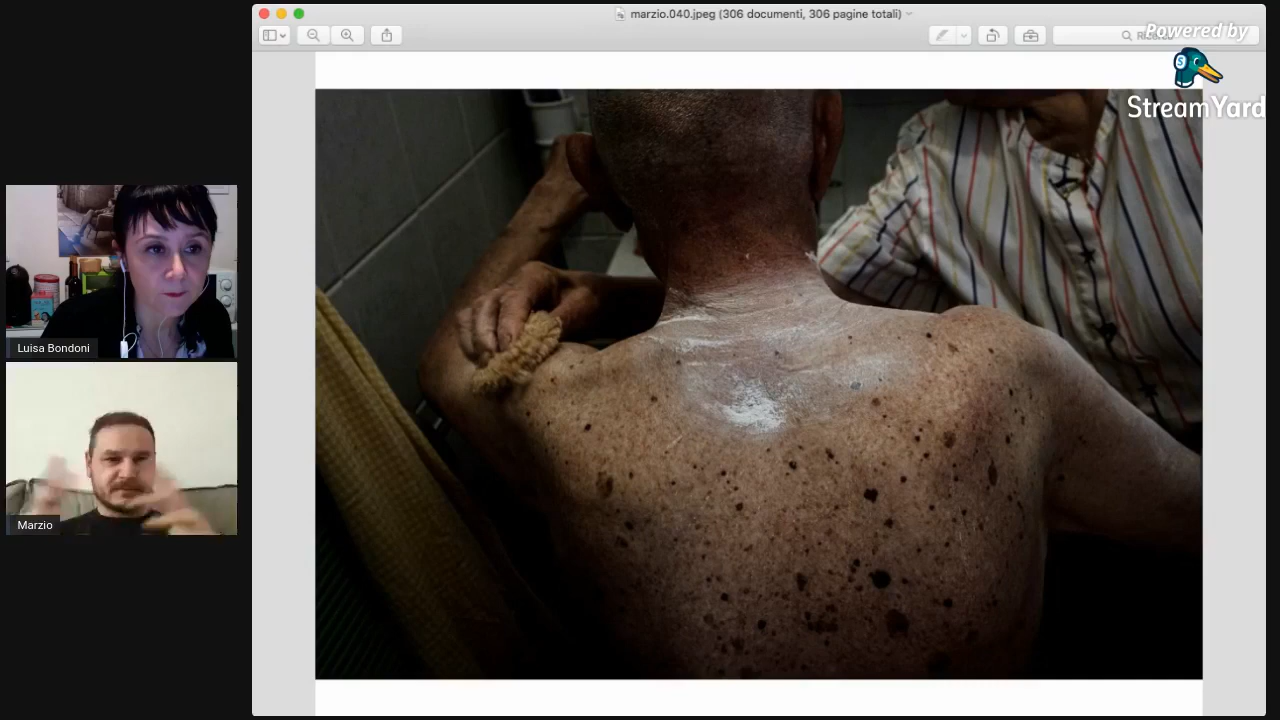 marzio.040.jpeg (306 documenti, 306 pagine totali)
Powered by
StreamYard
Luisa Bondoni
Marzio